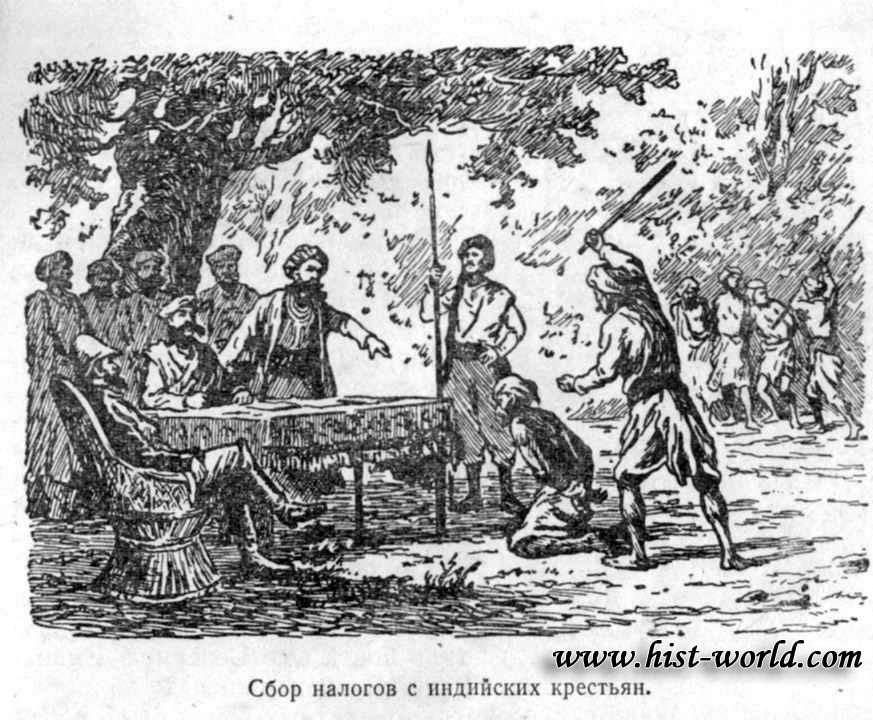 www.hist-world.com
Сбор налогов с индийских крестьян.